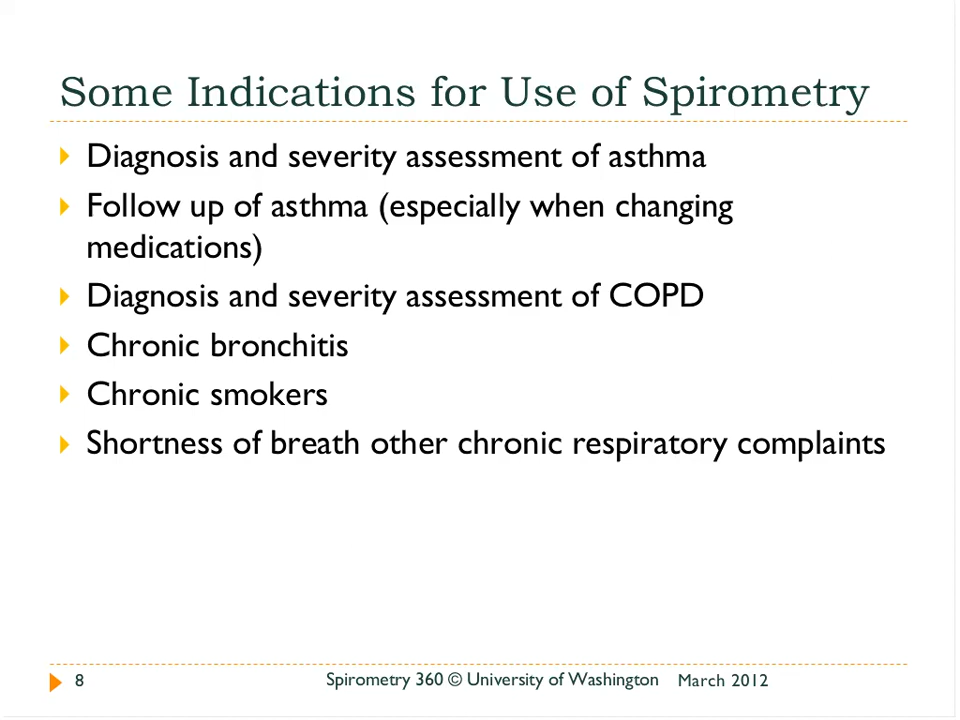 Some Indications for Use of Spirometry
Diagnosis and severity assessment of asthma
Follow up of asthma (especially when changing
medications)
Diagnosis and severity assessment of COPD
Chronic bronchitis
Chronic smokers
Shortness of breath other chronic respiratory complaints
8 Spirometry 360 © University of Washington March 2012